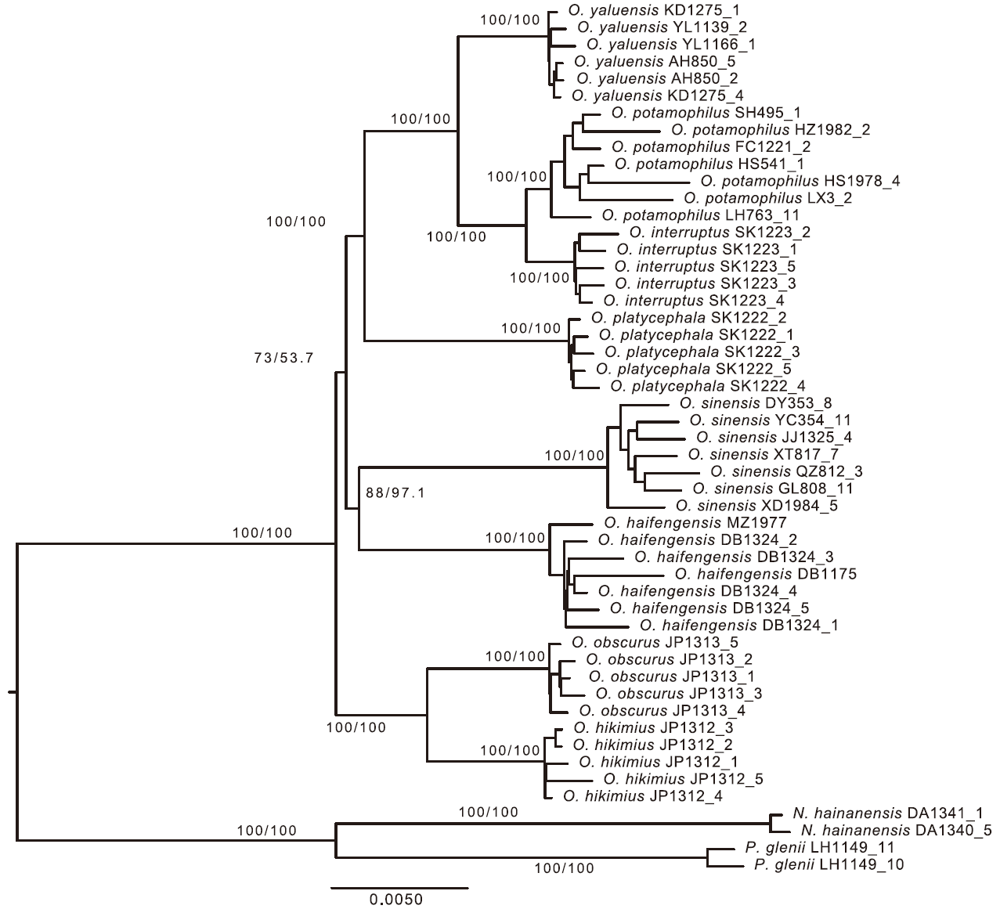 O. yaluensis KD1275_1
100/100
O. yaluensis YL1139_2
O. yaluensis YL1166_1
O. yaluensis AH850_5
O. yaluensis AH850_2
O. yaluensis KD1275_4
O. potamophilus SH495_1
100/100
O. potamophilus HZ1982_2
O. potamophilus FC1221_2
O. potamophilus HS541_1
100/100
O. potamophilus HS1978_4
O. potamophilus LX3_2
O. potamophilus LH763_11
100/100
O. interruptus SK1223_2
100/100
O. interruptus SK1223_1
O. interruptus SK1223_5
100/100
O. interruptus SK1223_3
O. interruptus SK1223_4
O. platycephala SK1222_2
100/100
O. platycephala SK1222_1
O. platycephala SK1222_3
73/53.7
O. platycephala SK1222_5
O. platycephala SK1222_4
O. sinensis DY353_8
O. sinensis YC354_11
O. sinensis JJ1325_4
100/100
O. sinensis XT817_7
O. sinensis QZ812_3
O. sinensis GL808_11
88/97.1
O. sinensis XD1984_5
O. haifengensis MZ1977
100/100
100/100
O. haifengensis DB1324_2
O. haifengensis DB1324_3
O. haifengensis DB1175
O. haifengensis DB1324_4
O. haifengensis DB1324_5
O. haifengensis DB1324_1
O. obscurus JP1313_5
100/100
O. obscurus JP1313_2
O. obscurus JP1313_1
O. obscurus JP1313_3
O. obscurus JP1313_4
100/100
O. hikimius JP1312_3
O. hikimius JP1312_2
100/100
O. hikimius JP1312_1
O. hikimius JP1312_5
O. hikimius JP1312_4
100/100
N. hainanensis DA1341_1
100/100
N. hainanensis DA1340_5
P. glenii LH1149_11
100/100
P. glenii LH1149_10
0.0050